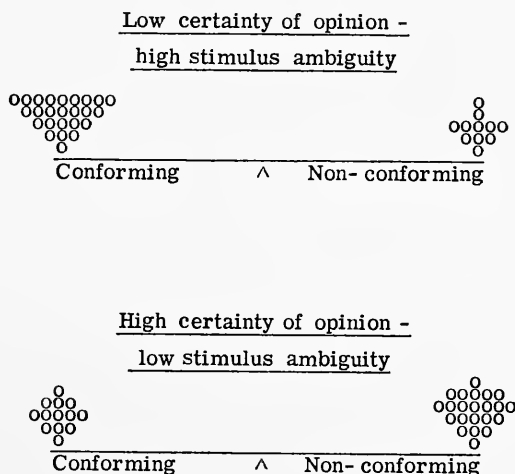 Low certainty of opinion -
high stimulus ambiguity
Conforming ^ Non-conforming
High certainty of opinion -
low stimulus ambiguity
Conforming ^ Non-conforming